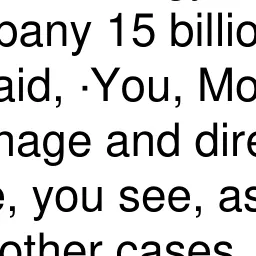 pany 15 billio
aid, ·You, Mo
nage and dire
e, you see, as
other cases